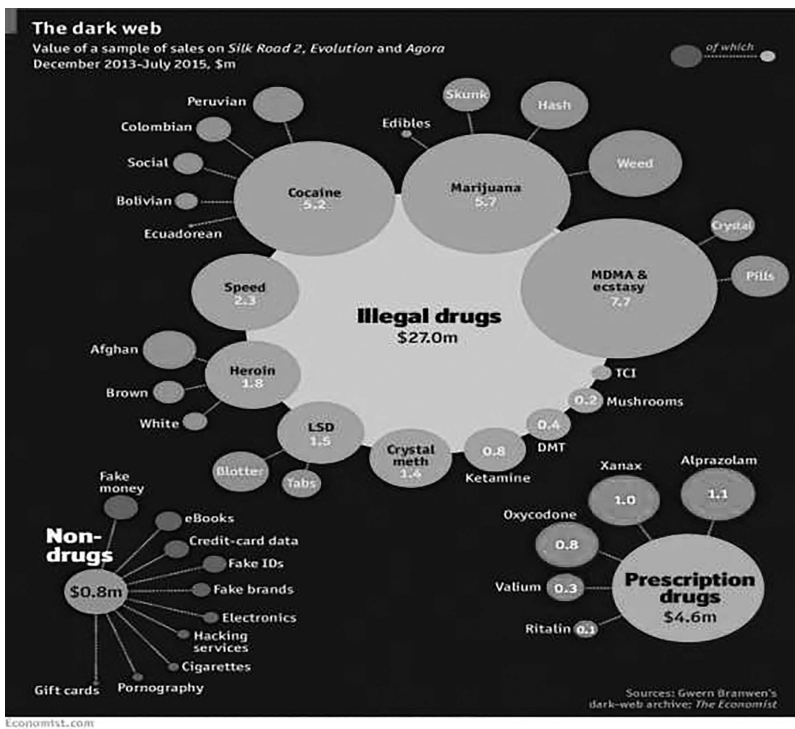 The dark web
Value of a sample of sales on Silk Road 2, Evolution and Agora
December 2013-July 2015, $m
of which
Peruvian
Colombian
Social
Bolivian
Ecuadorean
Cocaine
5.2
Edibles
Skunk
Hash
Weed
Marijuana
5.7
Crystal
Pills
MDMA &
ecstasy
7.7
Speed
2.3
Illegal drugs
$27.0m
Afghan
Brown
White
Heroin
1.8
TCI
0.2 Mushrooms
0.4
DMT
0.8
Ketamine
Crystal
meth
1.4
LSD
1.5
Blotter
Tabs
Non-
drugs
$0.8m
Fake
money
eBooks
Credit-card data
Fake IDs
Fake brands
Electronics
Hacking
services
Cigarettes
Pornography
Gift cards
Xanax
1.0
Alprazolam
1.1
Oxycodone
0.8
Valium 0.3
Ritalin 0.1
Prescription
drugs
$4.6m
Sources: Gwern Branwen's
dark-web archive; The Economist
Economist.com